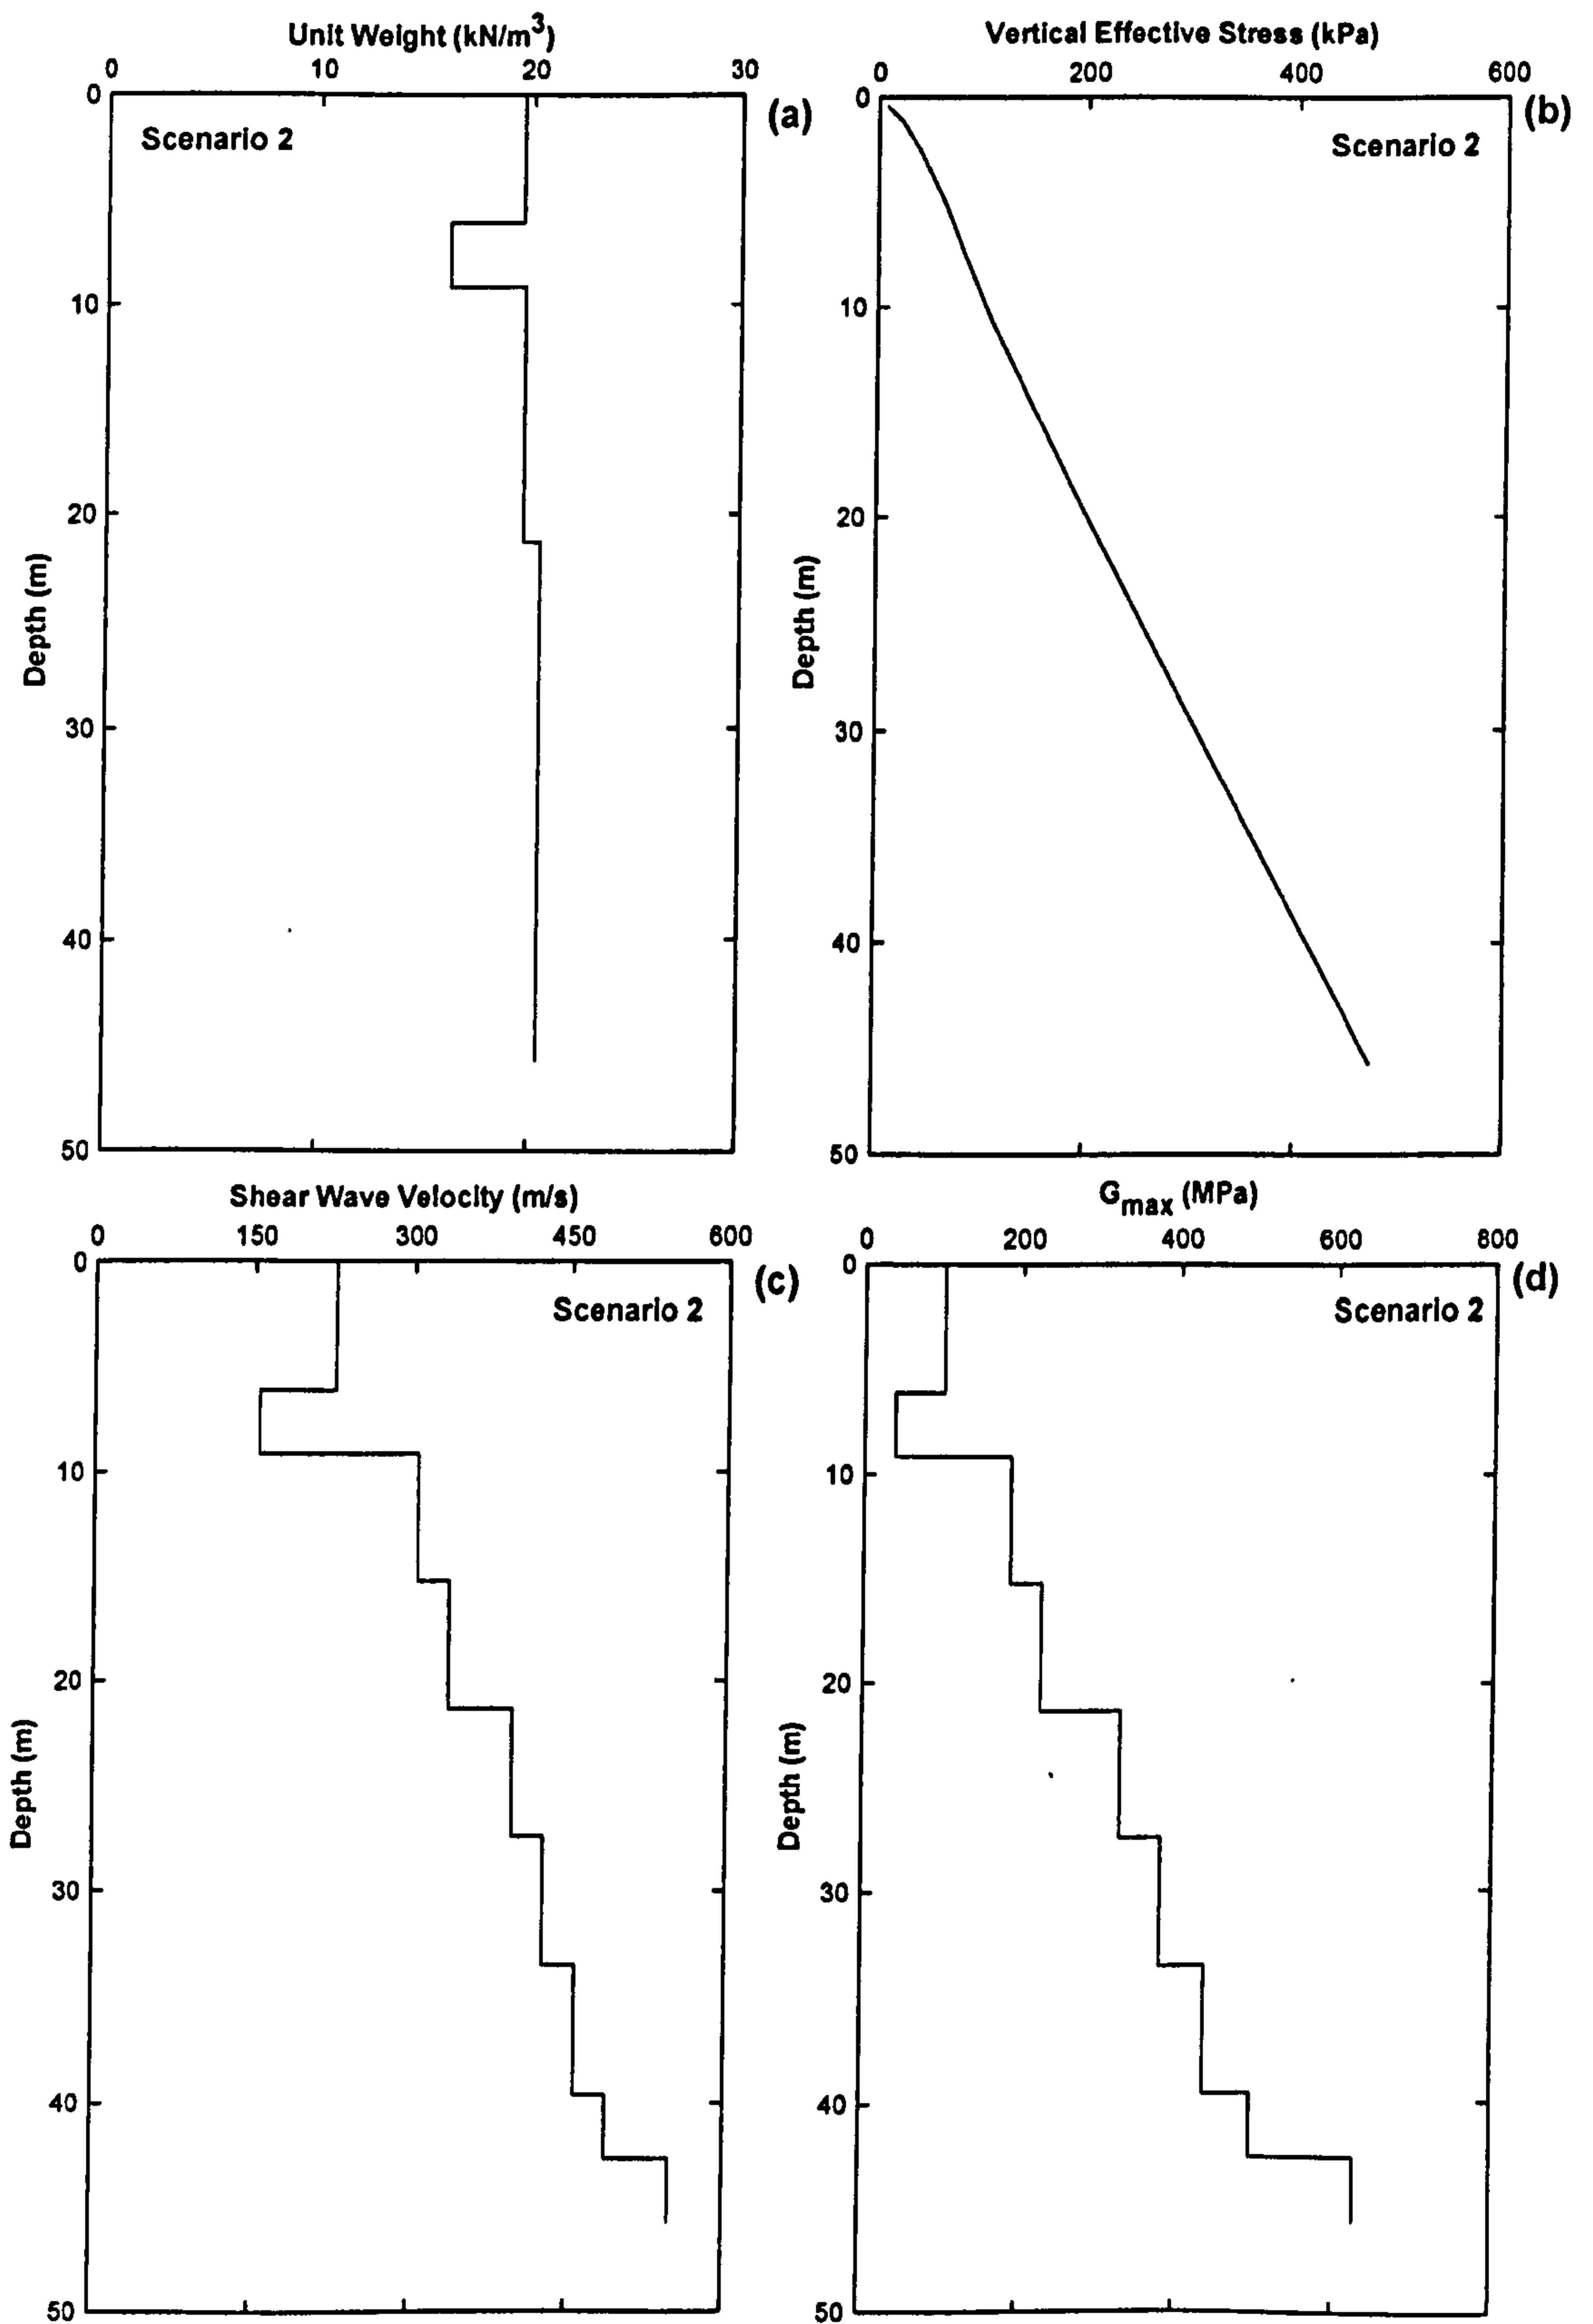 Unit Weight (kN/m³)
0 10 20 30
(a)
Scenario 2
0
10
20
30
40
50
Depth (m)
Vertical Effective Stress (kPa)
0 200 400 600
(b)
Scenario 2
0
10
20
30
40
50
Depth (m)
Shear Wave Velocity (m/s)
0 150 300 450 600
(c)
Scenario 2
0
10
20
30
40
50
Depth (m)
Gmax (MPa)
0 200 400 600 800
(d)
Scenario 2
0
10
20
30
40
50
Depth (m)